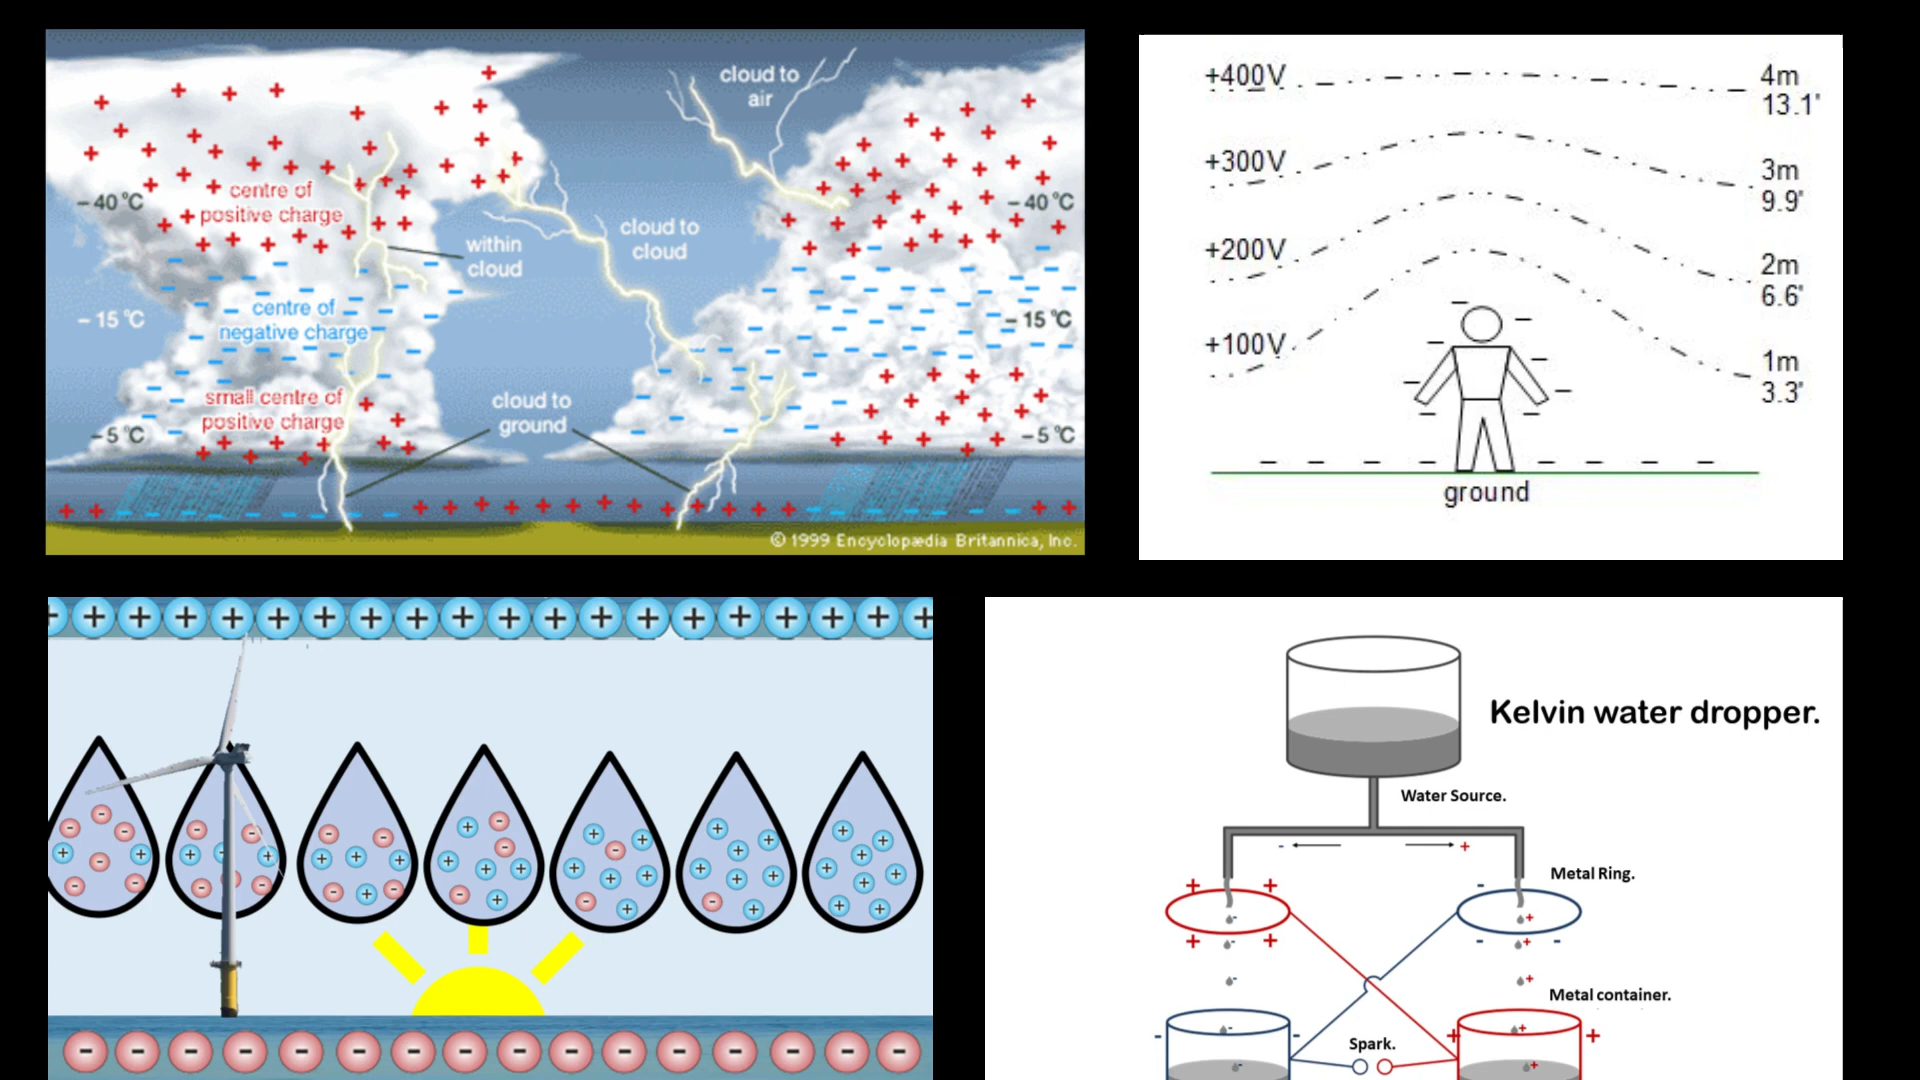 cloud to
air
cloud to
cloud
within
cloud
centre of
positive charge
-40 °C
-40 °C
centre of
negative charge
-15 °C
-15 °C
small centre of
positive charge
cloud to
ground
-5 °C
-5 °C
© 1999 Encyclopædia Britannica, Inc.
+400V
4m
13.1'
+300V
3m
9.9'
+200V
2m
6.6'
+100V
1m
3.3'
ground
Kelvin water dropper.
Water Source.
Metal Ring.
Metal container.
Spark.